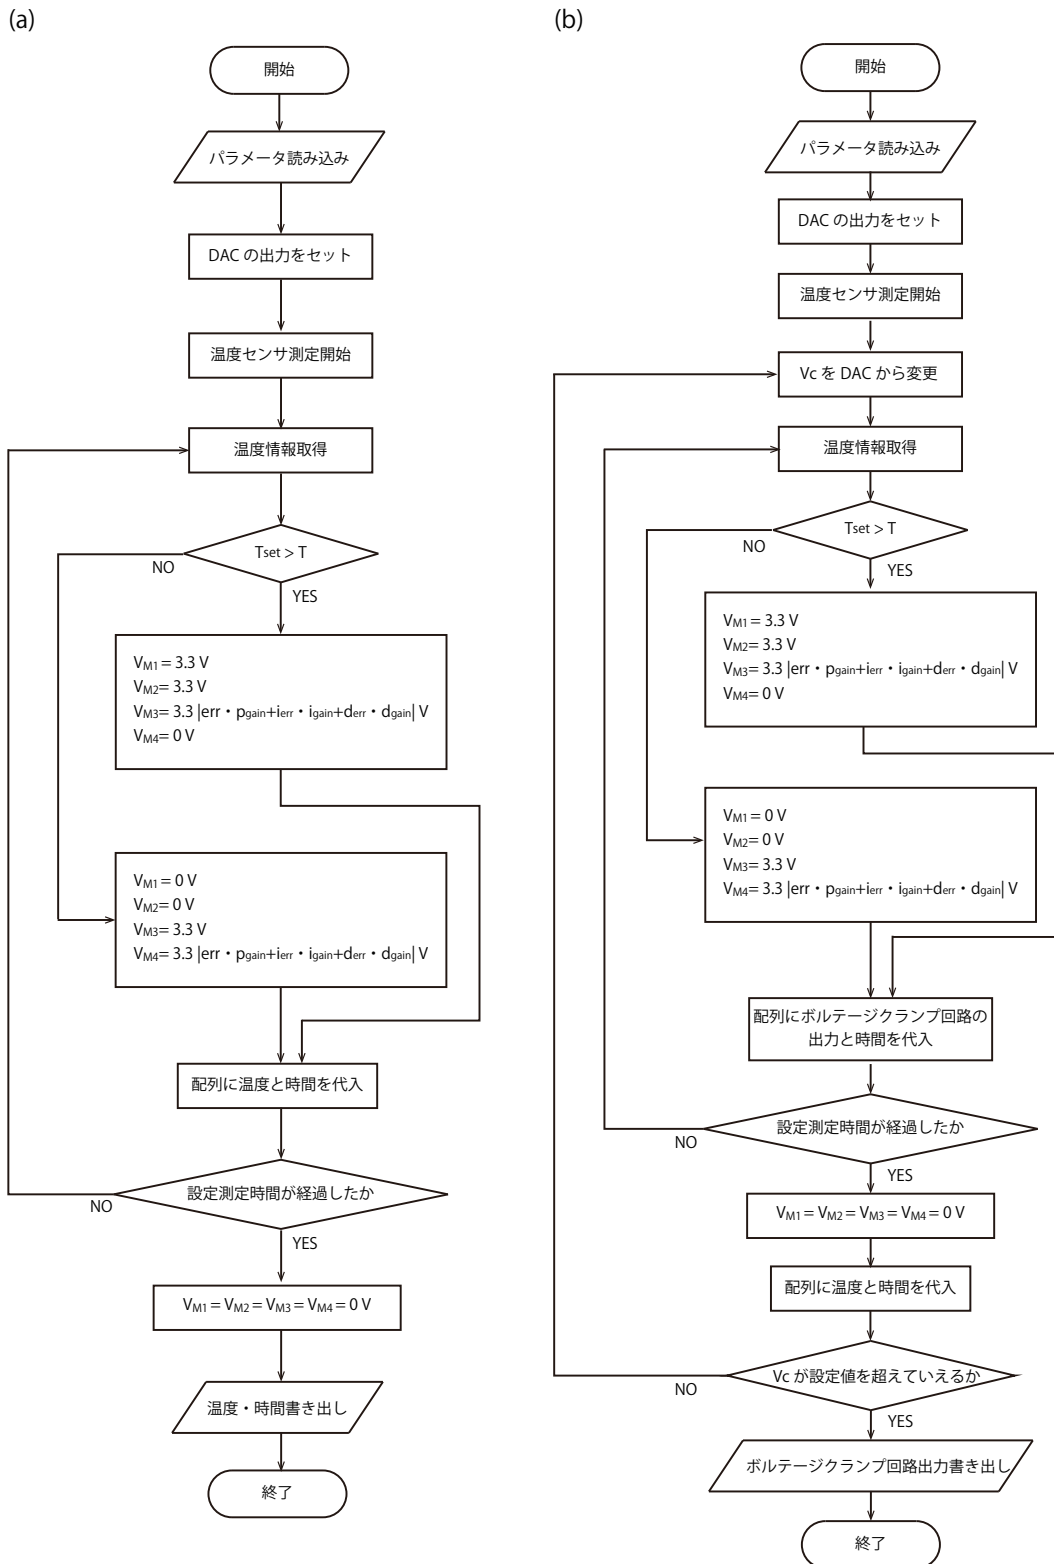 (a)
開始
パラメータ読み込み
DAC の出力をセット
温度センサ測定開始
温度情報取得
Tset > T
NO
YES
VM1 = 3.3 V
VM2= 3.3 V
VM3= 3.3 |err・pgain+ierr・igain+derr・dgain| V
VM4= 0 V
VM1 = 0 V
VM2= 0 V
VM3= 3.3 V
VM4= 3.3 |err・pgain+ierr・igain+derr・dgain| V
配列に温度と時間を代入
設定測定時間が経過したか
NO
YES
VM1 = VM2 = VM3 = VM4 = 0 V
温度・時間書き出し
終了
(b)
開始
パラメータ読み込み
DAC の出力をセット
温度センサ測定開始
Vc を DAC から変更
温度情報取得
Tset > T
NO
YES
VM1 = 3.3 V
VM2= 3.3 V
VM3= 3.3 |err・pgain+ierr・igain+derr・dgain| V
VM4= 0 V
VM1 = 0 V
VM2= 0 V
VM3= 3.3 V
VM4= 3.3 |err・pgain+ierr・igain+derr・dgain| V
配列にボルテージクランプ回路の
出力と時間を代入
設定測定時間が経過したか
NO
YES
VM1 = VM2 = VM3 = VM4 = 0 V
配列に温度と時間を代入
Vc が設定値を超えていえるか
NO
YES
ボルテージクランプ回路出力書き出し
終了